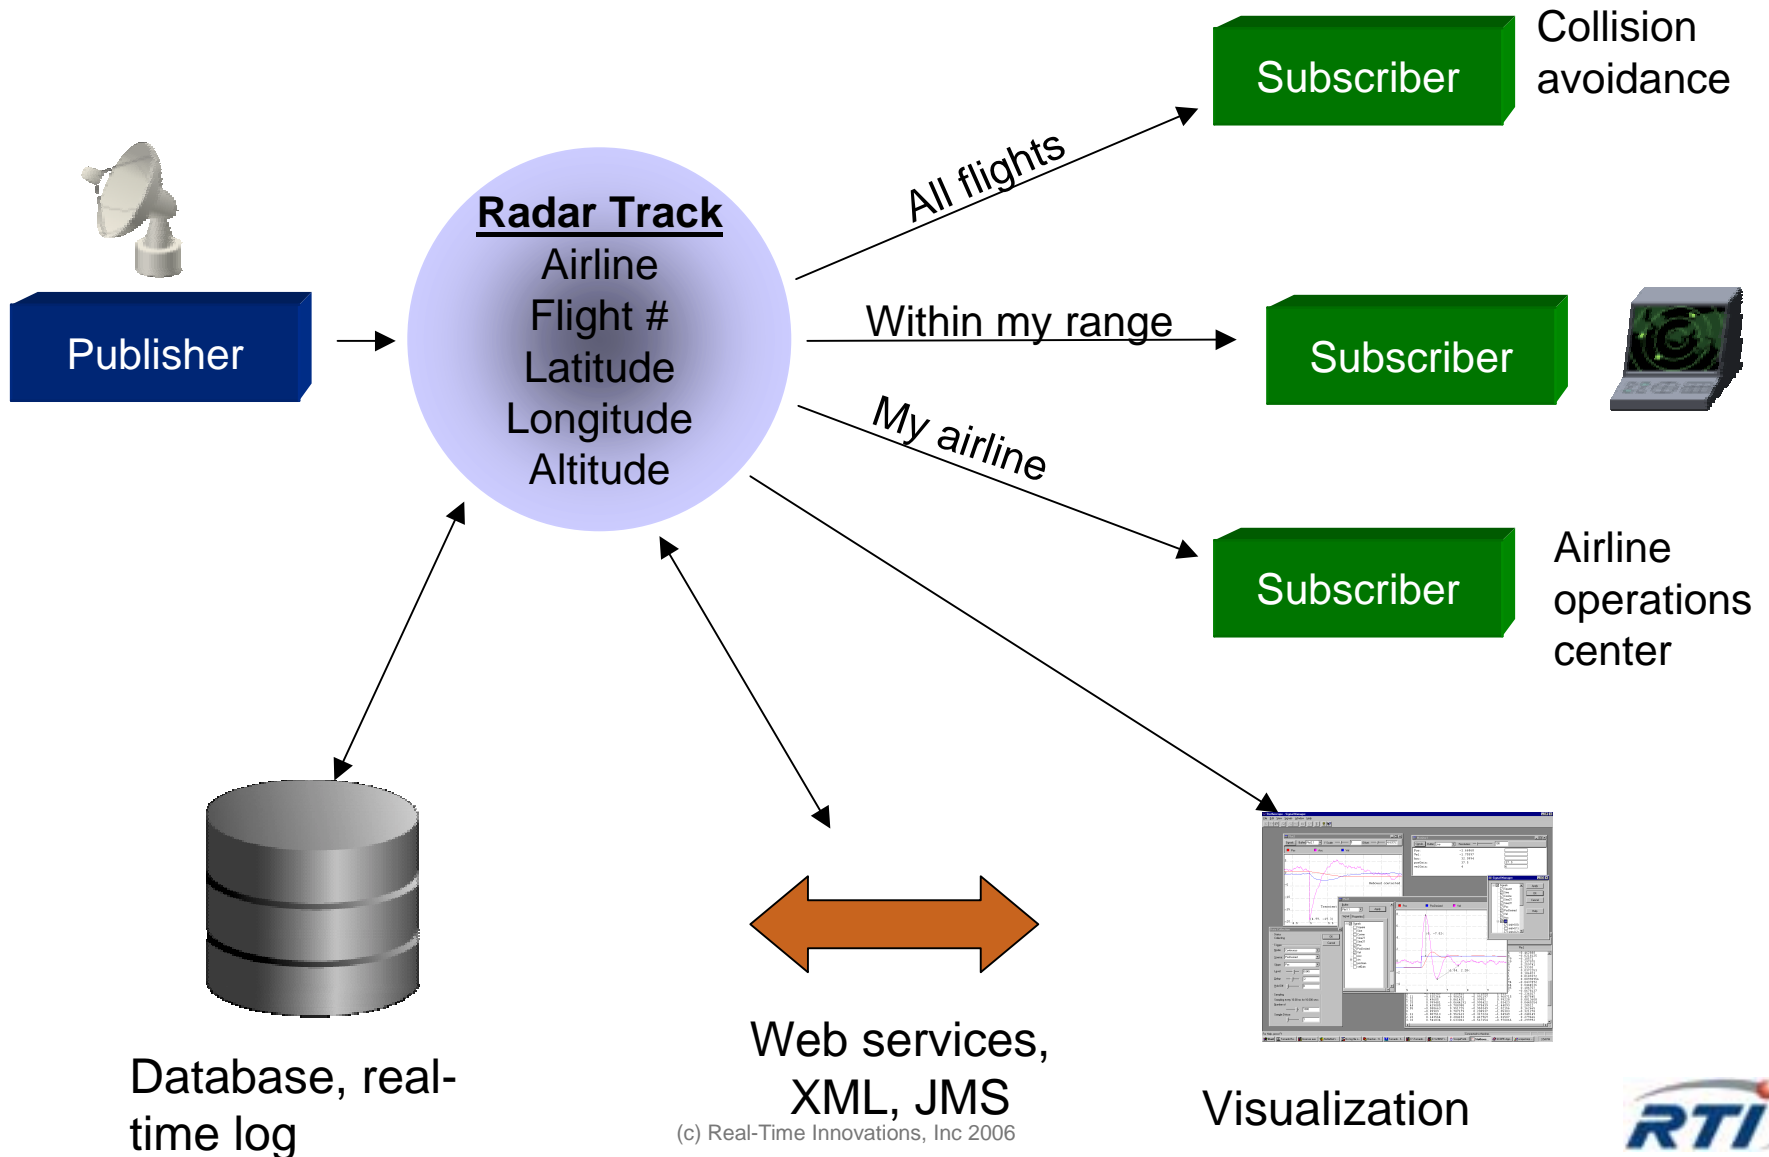 Collision
avoidance
Subscriber
All flights
Radar Track
Airline
Flight #
Latitude
Longitude
Altitude
Publisher
Within my range
Subscriber
My airline
Subscriber
Airline
operations
center
Database, real-
time log
Web services,
XML, JMS
(c) Real-Time Innovations, Inc 2006
Visualization
RTI